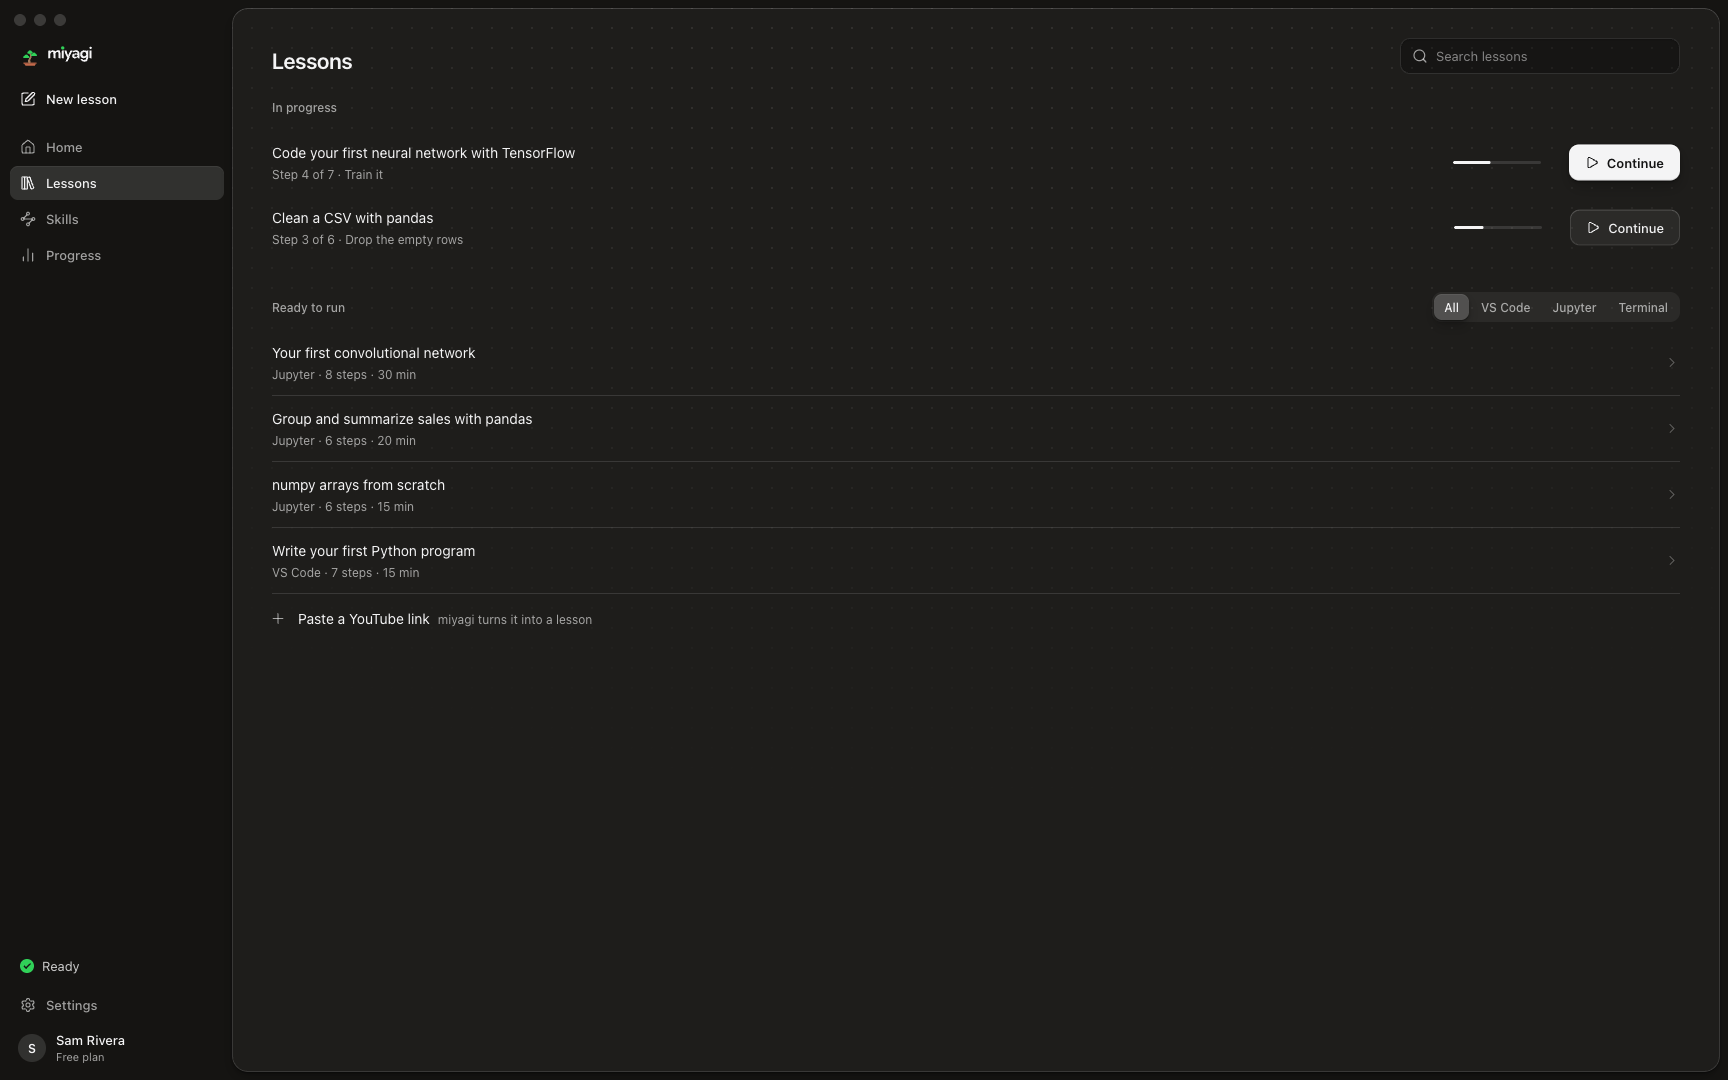 miyagi
New lesson
Home
Lessons
Skills
Progress
Ready
Settings
S
Sam Rivera
Free plan
Lessons
Search lessons
In progress
Code your first neural network with TensorFlow
Step 4 of 7 · Train it
Continue
Clean a CSV with pandas
Step 3 of 6 · Drop the empty rows
Continue
Ready to run
All VS Code Jupyter Terminal
Your first convolutional network
Jupyter · 8 steps · 30 min
Group and summarize sales with pandas
Jupyter · 6 steps · 20 min
numpy arrays from scratch
Jupyter · 6 steps · 15 min
Write your first Python program
VS Code · 7 steps · 15 min
Paste a YouTube link miyagi turns it into a lesson